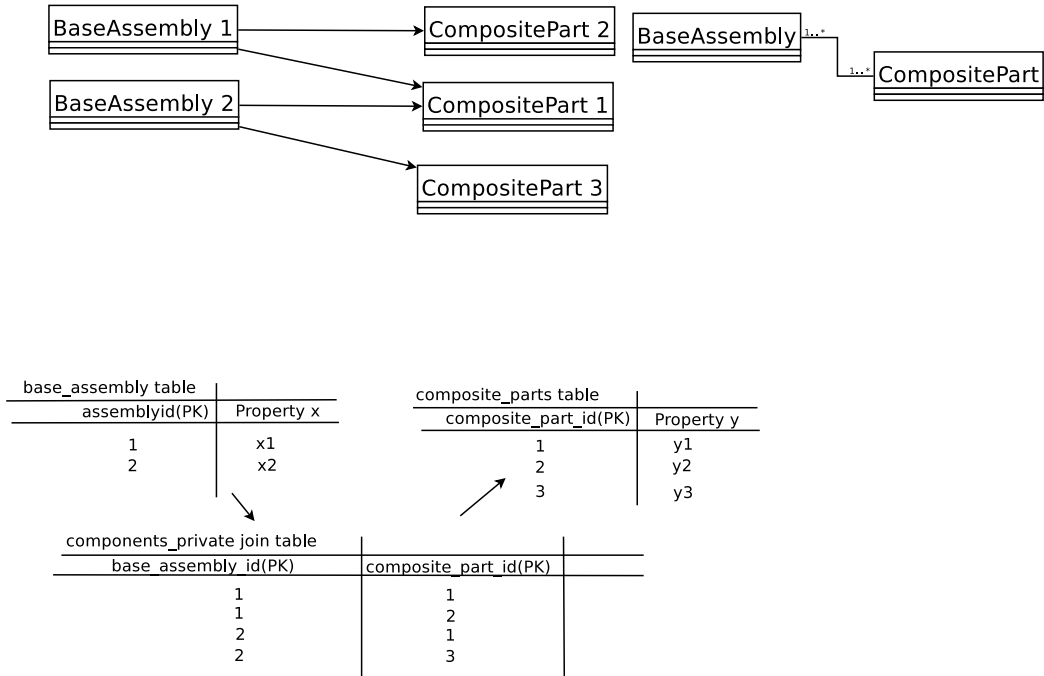 BaseAssembly 1
CompositePart 2
BaseAssembly
1..*
1..*
CompositePart
BaseAssembly 2
CompositePart 1
CompositePart 3
base_assembly table
assemblyid(PK) Property x
1 x1
2 x2
composite_parts table
composite_part_id(PK) Property y
1 y1
2 y2
3 y3
components_private join table
base_assembly_id(PK) composite_part_id(PK)
1 1
1 2
2 1
2 3